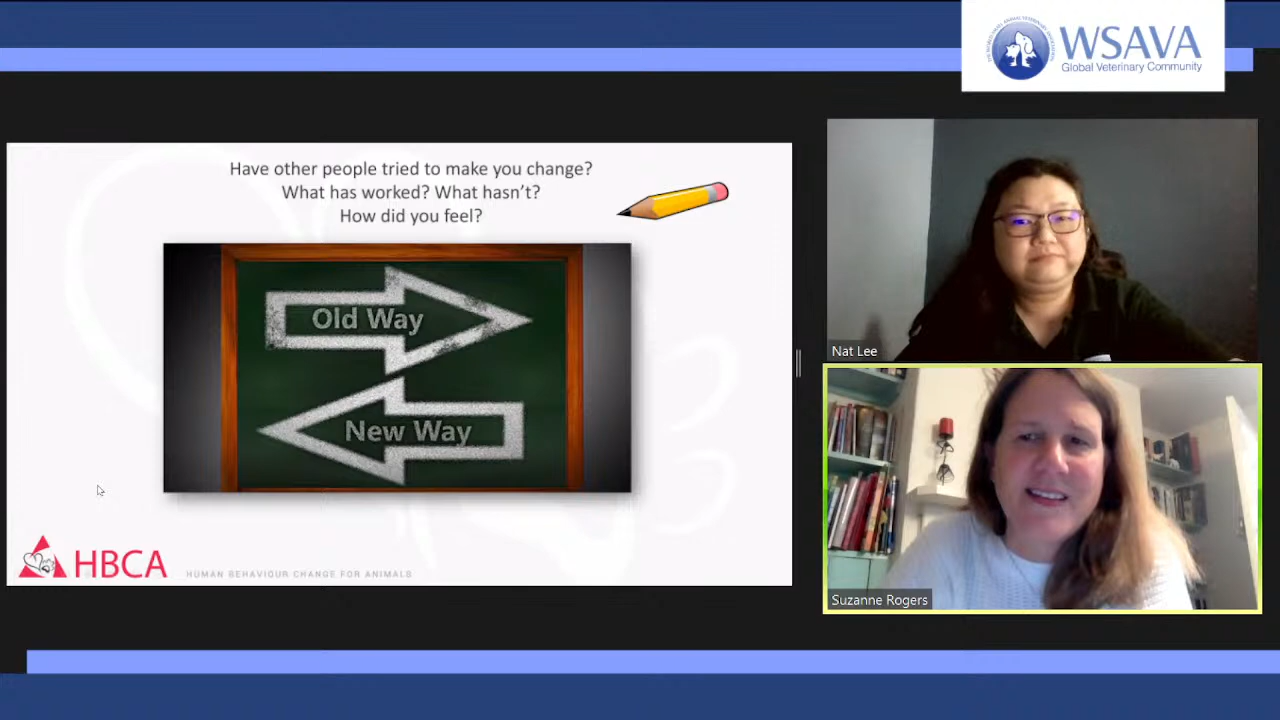 WSAVA
Global Veterinary Community
Have other people tried to make you change?
What has worked? What hasn't?
How did you feel?
Old Way
New Way
HBCA
HUMAN BEHAVIOUR CHANGE FOR ANIMALS
Nat Lee
Suzanne Rogers